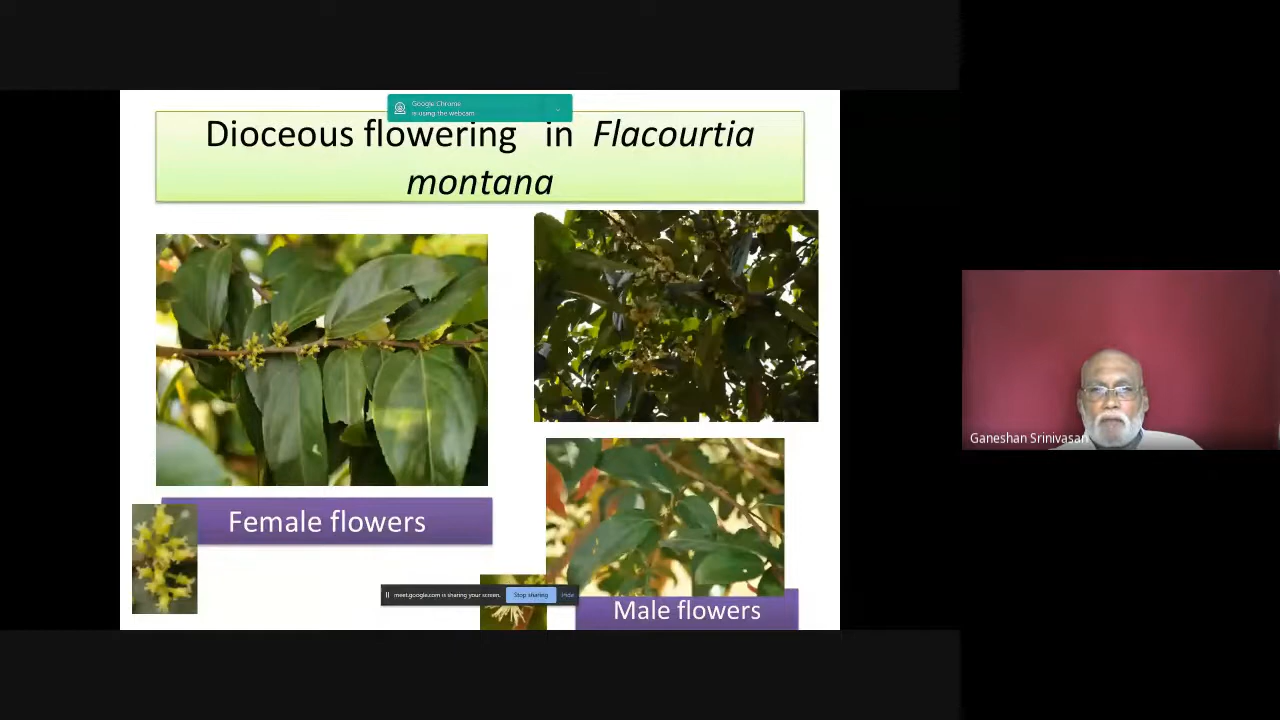 Google Chrome
is using the webcam
Dioceous flowering in Flacourtia
montana
Ganeshan Srinivasan
Female flowers
meet.google.com is sharing your screen.
Stop sharing
Hide
Male flowers